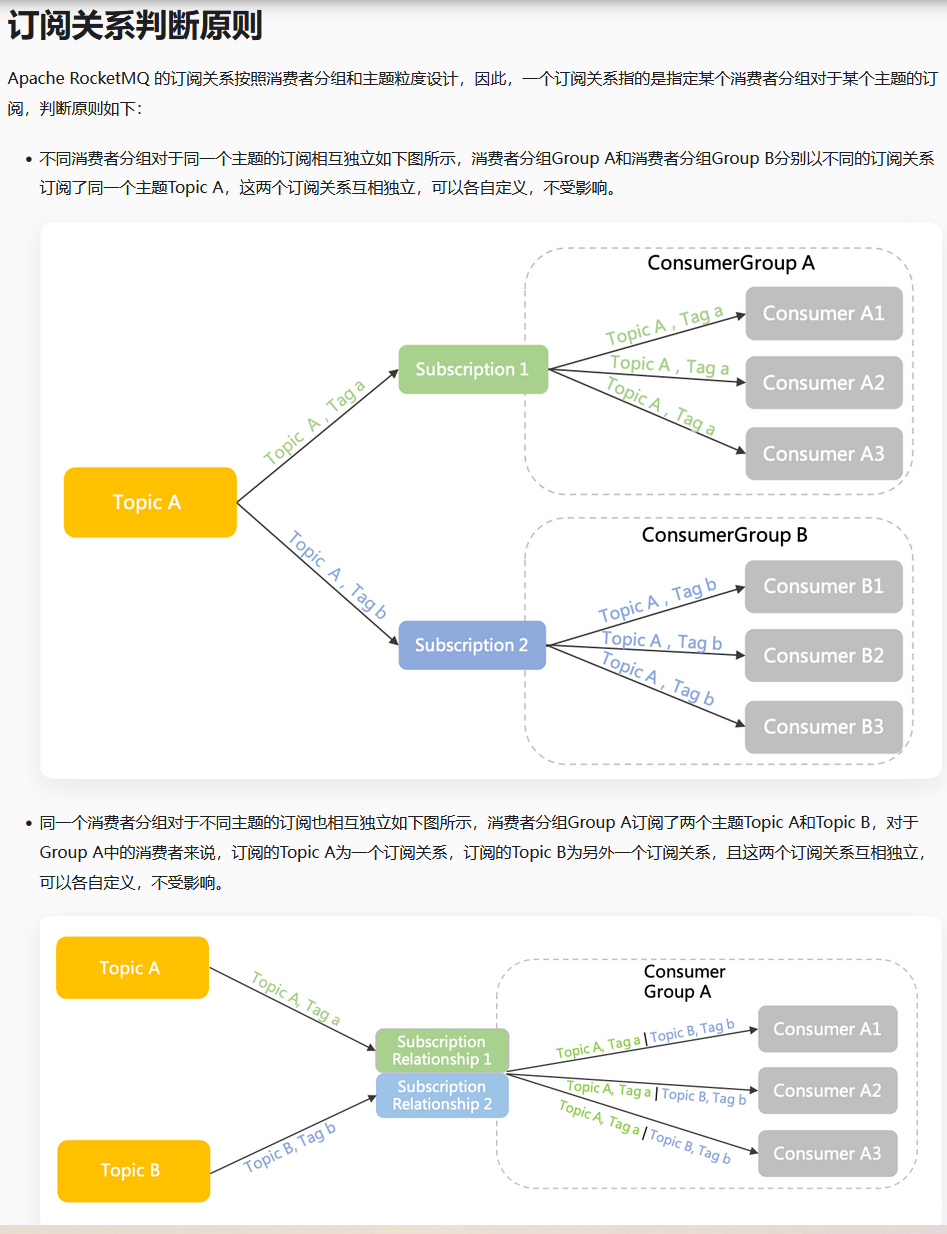 订阅关系判断原则
Apache RocketMQ 的订阅关系按照消费者分组和主题粒度设计，因此，一个订阅关系指的是指定某个消费者分组对于某个主题的订
阅，判断原则如下：
• 不同消费者分组对于同一个主题的订阅相互独立如下图所示，消费者分组Group A和消费者分组Group B分别以不同的订阅关系
订阅了同一个主题Topic A，这两个订阅关系互相独立，可以各自定义，不受影响。
ConsumerGroup A
Topic A , Tag a
Consumer A1
Subscription 1
Topic A , Tag a
Consumer A2
Topic A , Tag a
Consumer A3
Topic A , Tag a
Topic A
ConsumerGroup B
Topic A , Tag b
Topic A , Tag b
Consumer B1
Subscription 2
Topic A , Tag b
Consumer B2
Topic A , Tag b
Consumer B3
• 同一个消费者分组对于不同主题的订阅也相互独立如下图所示，消费者分组Group A订阅了两个主题Topic A和Topic B，对于
Group A中的消费者来说，订阅的Topic A为一个订阅关系，订阅的Topic B为另外一个订阅关系，且这两个订阅关系互相独立，
可以各自定义，不受影响。
Topic A
Topic A, Tag a
Consumer
Group A
Subscription
Relationship 1
Subscription
Relationship 2
Topic A, Tag a | Topic B, Tag b
Consumer A1
Topic A, Tag a | Topic B, Tag b
Consumer A2
Topic A, Tag a | Topic B, Tag b
Consumer A3
Topic B, Tag b
Topic B